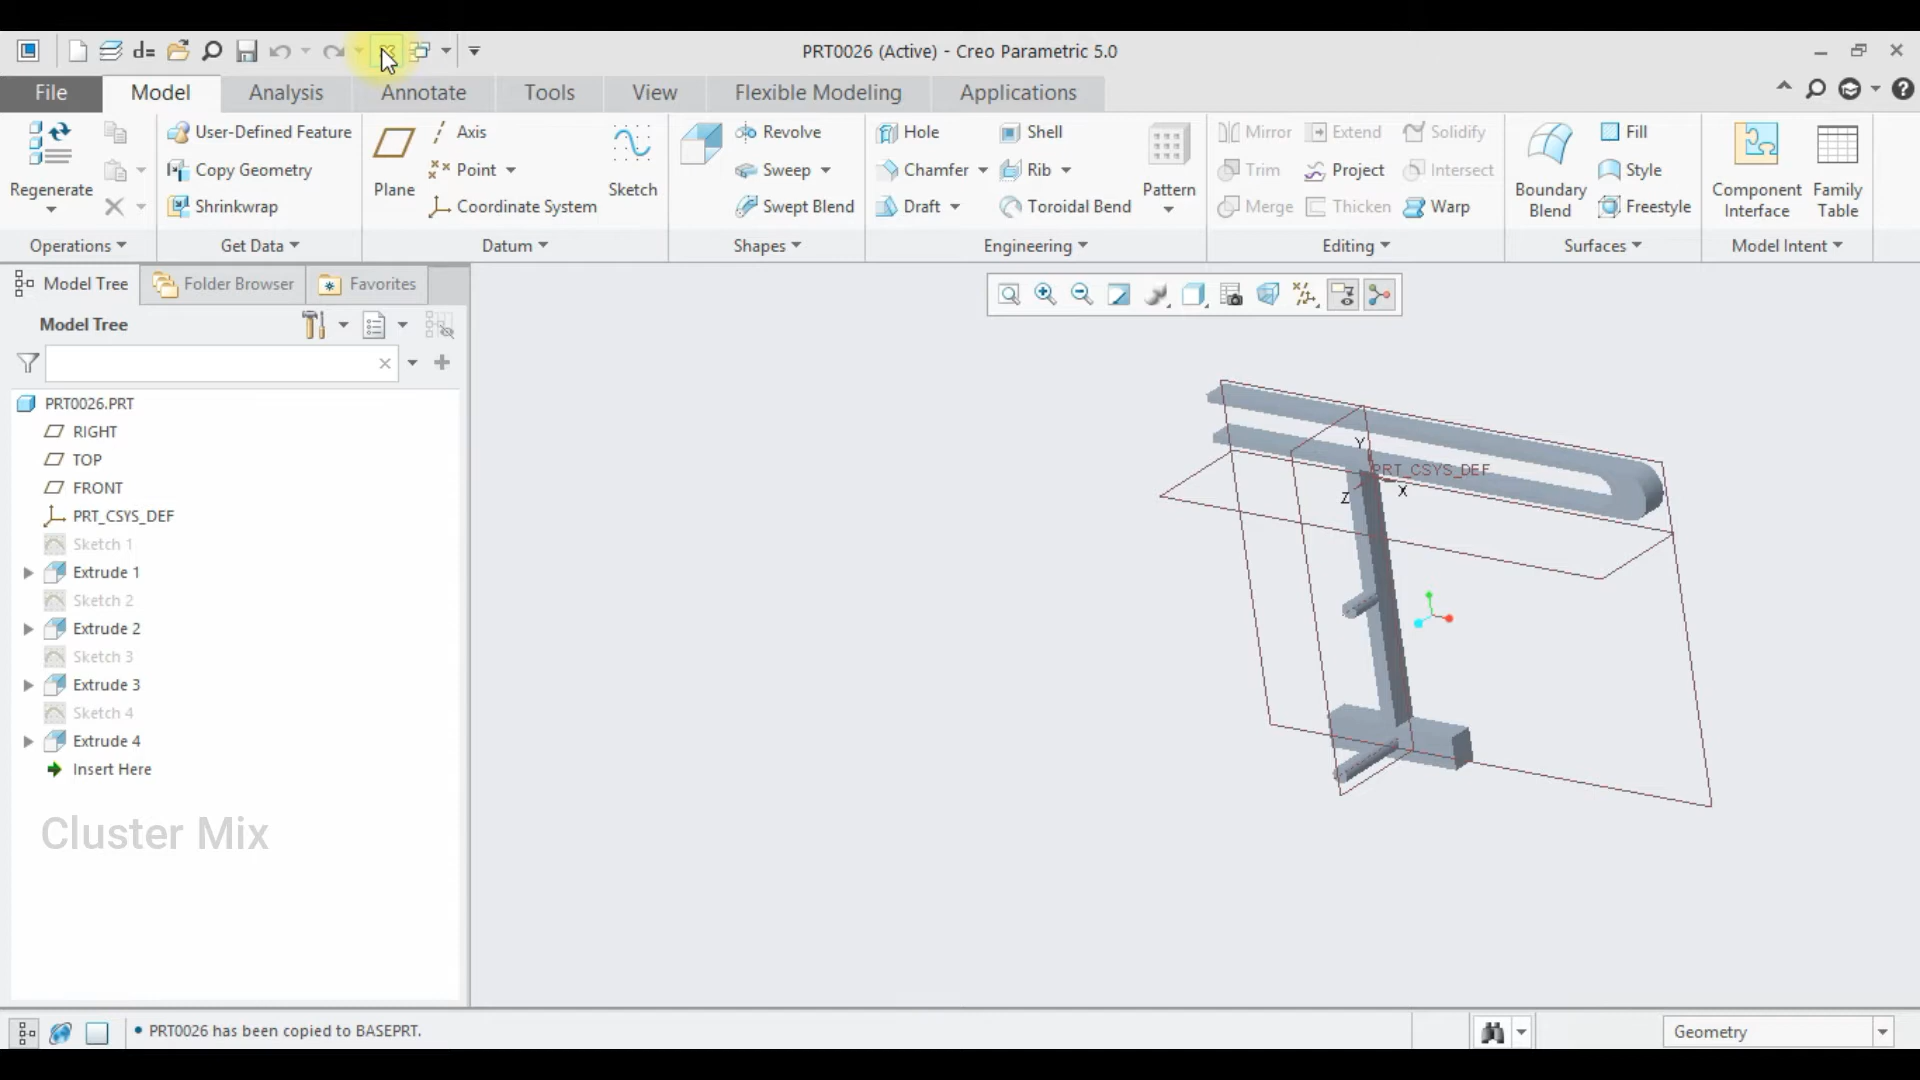 d=
PRT0026 (Active) - Creo Parametric 5.0
File Model Analysis Annotate Tools View Flexible Modeling Applications
Regenerate
Operations
User-Defined Feature
Copy Geometry
Shrinkwrap
Get Data
Plane
Axis
Point
Coordinate System
Sketch
Datum
Revolve
Sweep
Swept Blend
Shapes
Hole
Chamfer
Draft
Shell
Rib
Toroidal Bend
Pattern
Engineering
Mirror Extend Solidify
Trim Project Intersect
Merge Thicken Warp
Editing
Boundary
Blend
Fill
Style
Freestyle
Surfaces
Component
Interface
Family
Table
Model Intent
Model Tree Folder Browser Favorites
Model Tree
PRT0026.PRT
RIGHT
TOP
FRONT
PRT_CSYS_DEF
Sketch 1
Extrude 1
Sketch 2
Extrude 2
Sketch 3
Extrude 3
Sketch 4
Extrude 4
Insert Here
Cluster Mix
Y
PRT_CSYS_DEF
Z X
• PRT0026 has been copied to BASEPRT.
Geometry